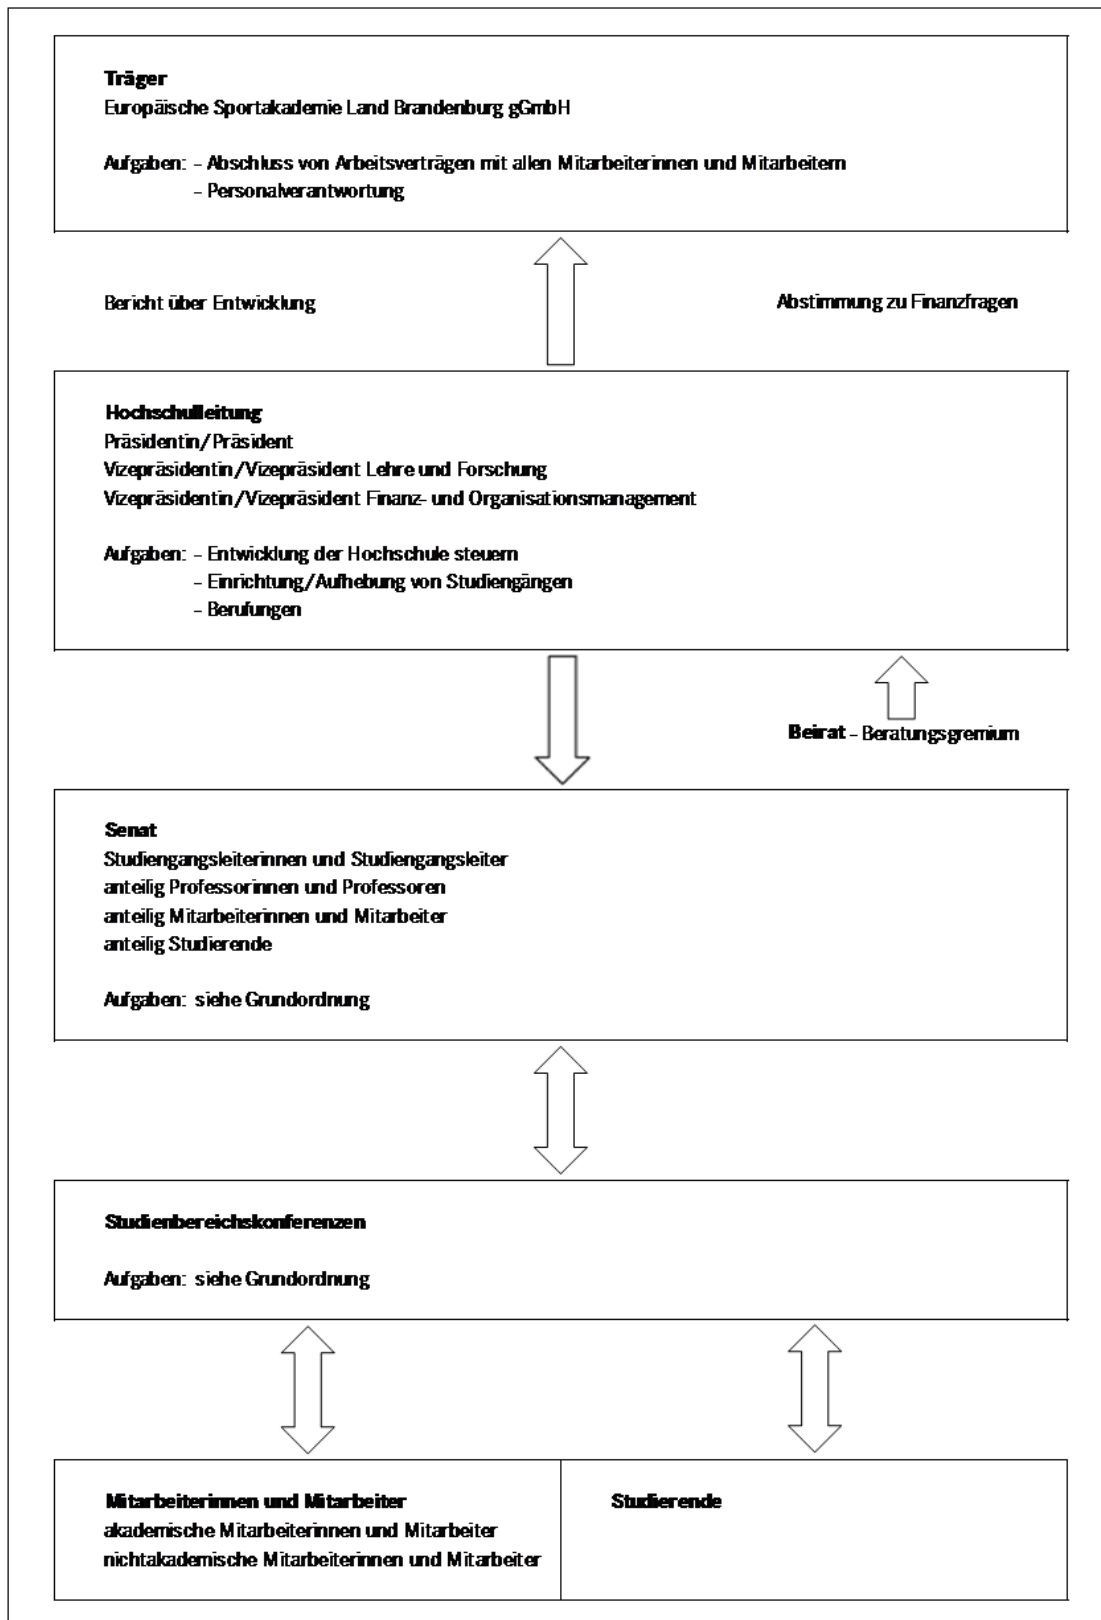 Träger
Europäische Sportakademie Land Brandenburg gGmbH
Aufgaben: – Abschluss von Arbeitsverträgen mit allen Mitarbeiterinnen und Mitarbeitern
– Personalverantwortung
Bericht über Entwicklung
Abstimmung zu Finanzfragen
Hochschulleitung
Präsidentin/Präsident
Vizepräsidentin/Vizepräsident Lehre und Forschung
Vizepräsidentin/Vizepräsident Finanz- und Organisationsmanagement
Aufgaben: – Entwicklung der Hochschule steuern
– Einrichtung/Aufhebung von Studiengängen
– Berufungen
Beirat – Beratungsgremium
Senat
Studiengangsleiterinnen und Studiengangsleiter
anteilig Professorinnen und Professoren
anteilig Mitarbeiterinnen und Mitarbeiter
anteilig Studierende
Aufgaben: siehe Grundordnung
Studienbereichskonferenzen
Aufgaben: siehe Grundordnung
Mitarbeiterinnen und Mitarbeiter
akademische Mitarbeiterinnen und Mitarbeiter
nichtakademische Mitarbeiterinnen und Mitarbeiter
Studierende